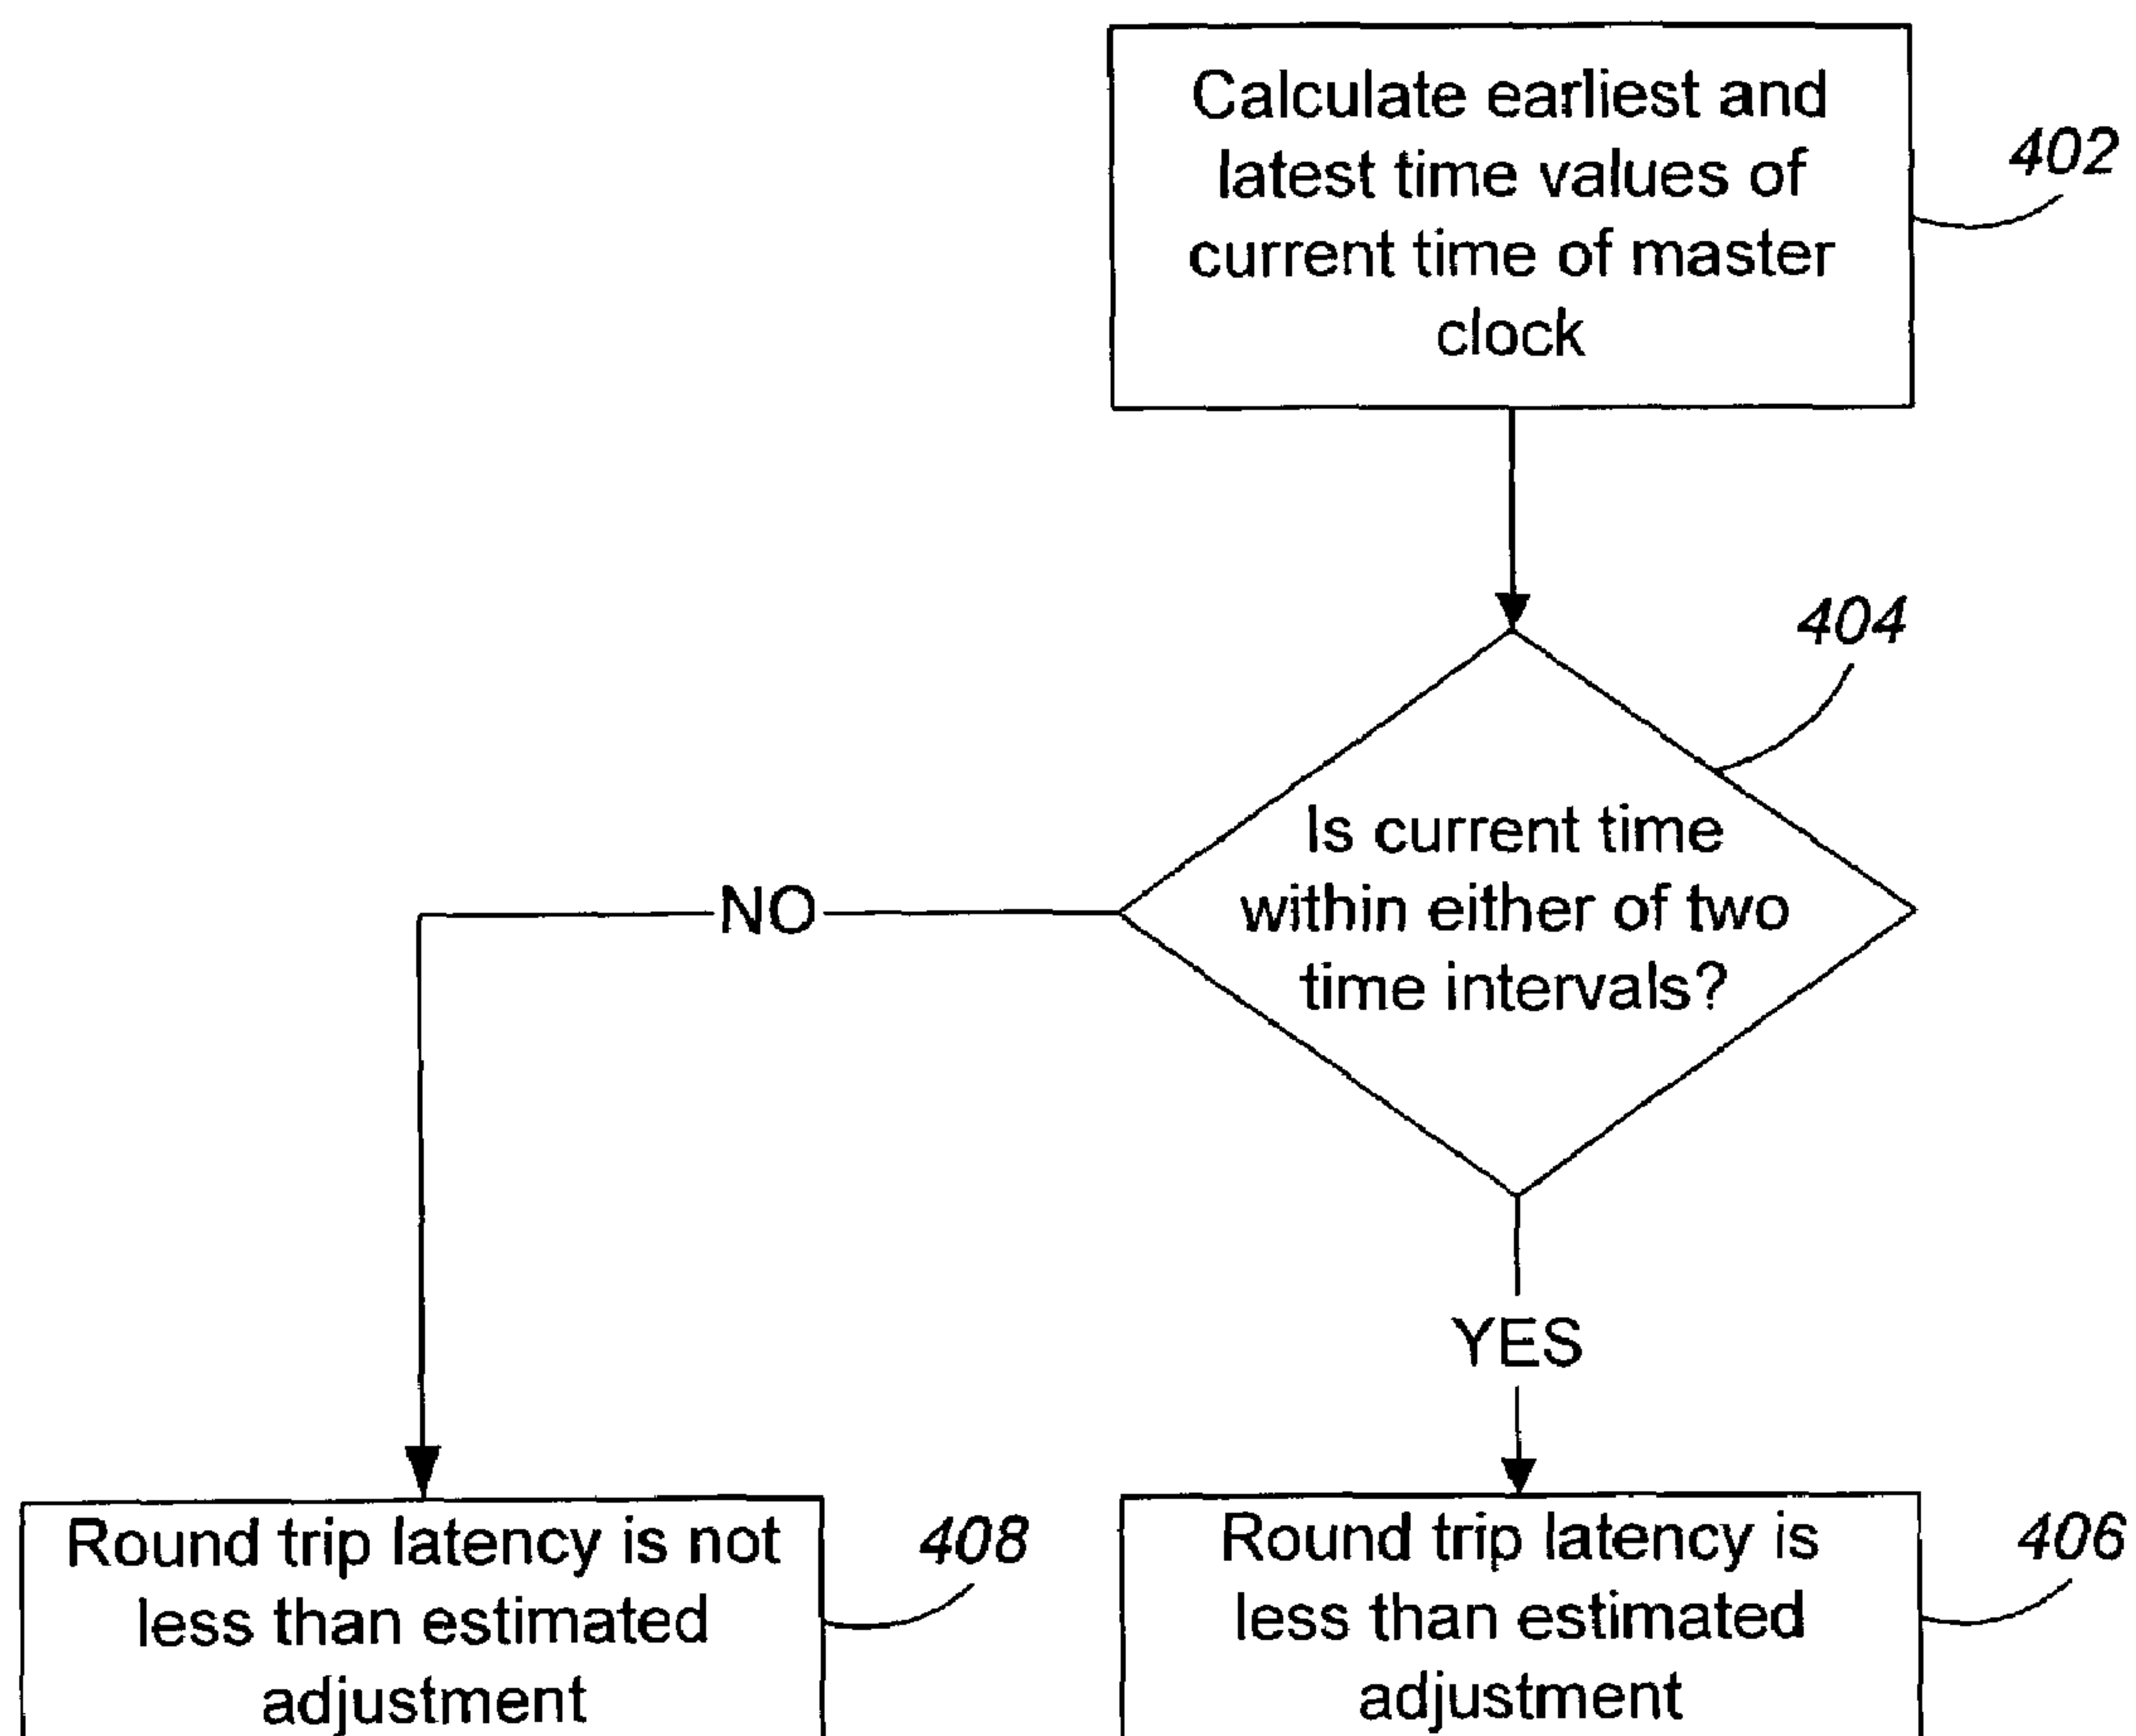 Calculate earliest and
latest time values of
current time of master
clock
402
404
Is current time
within either of two
time intervals?
NO
YES
Round trip latency is not
less than estimated
adjustment
408
Round trip latency is
less than estimated
adjustment
406